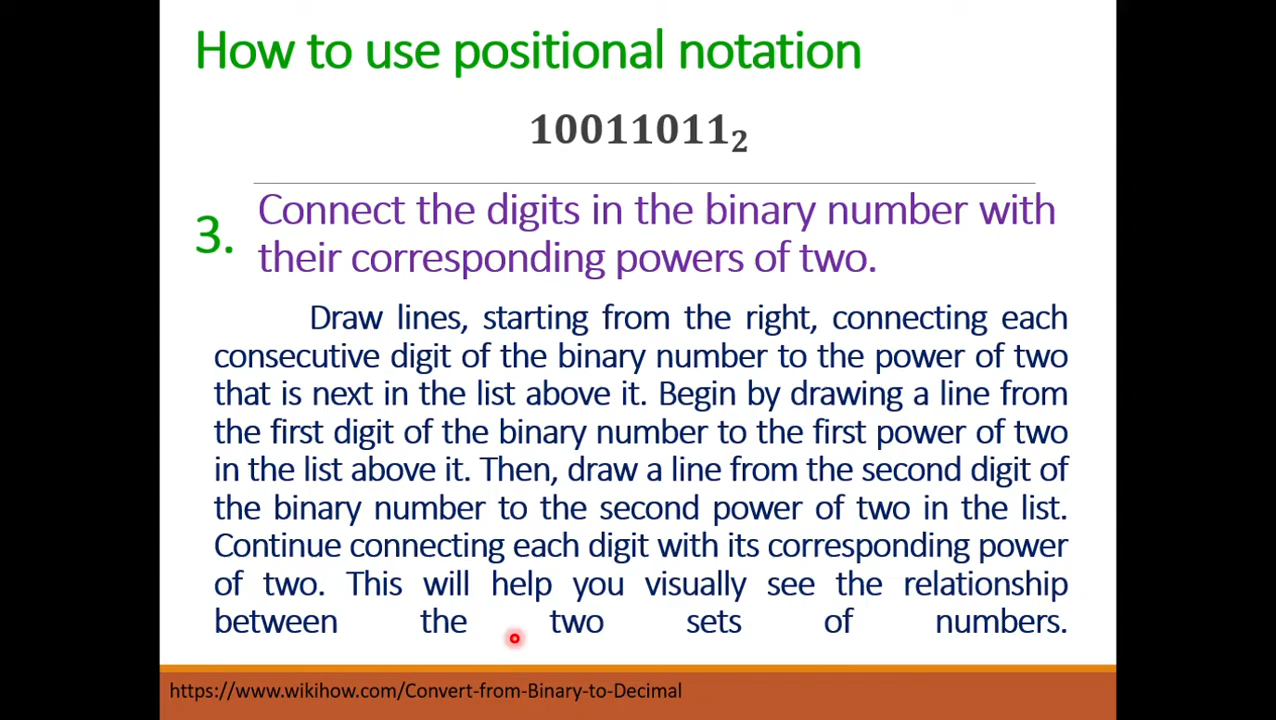 How to use positional notation
10011011₂
3. Connect the digits in the binary number with
their corresponding powers of two.
Draw lines, starting from the right, connecting each
consecutive digit of the binary number to the power of two
that is next in the list above it. Begin by drawing a line from
the first digit of the binary number to the first power of two
in the list above it. Then, draw a line from the second digit of
the binary number to the second power of two in the list.
Continue connecting each digit with its corresponding power
of two. This will help you visually see the relationship
between the two sets of numbers.
https://www.wikihow.com/Convert-from-Binary-to-Decimal